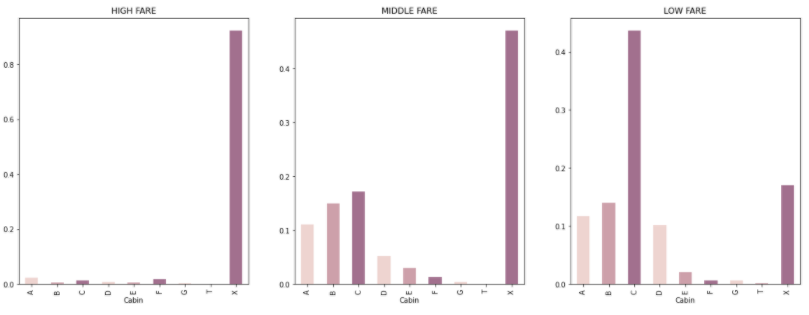 HIGH FARE
0.8
0.6
0.4
0.2
0.0
A B C D E F G T X
Cabin
MIDDLE FARE
0.4
0.3
0.2
0.1
0.0
A B C D E F G T X
Cabin
LOW FARE
0.4
0.3
0.2
0.1
0.0
A B C D E F G T X
Cabin